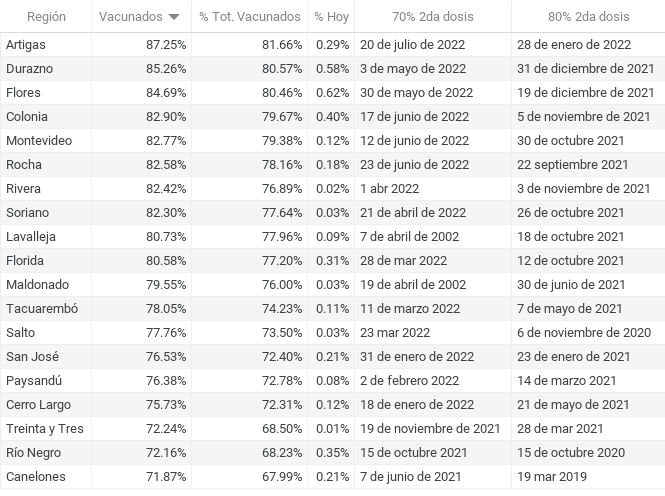 Región Vacunados % Tot. Vacunados % Hoy 70% 2da dosis 80% 2da dosis
Artigas 87.25% 81.66% 0.29% 20 de julio de 2022 28 de enero de 2022
Durazno 85.26% 80.57% 0.58% 3 de mayo de 2022 31 de diciembre de 2021
Flores 84.69% 80.46% 0.62% 30 de mayo de 2022 19 de diciembre de 2021
Colonia 82.90% 79.67% 0.40% 17 de junio de 2022 5 de noviembre de 2021
Montevideo 82.77% 79.38% 0.12% 12 de junio de 2022 30 de octubre 2021
Rocha 82.58% 78.16% 0.18% 23 de junio de 2022 22 septiembre 2021
Rivera 82.42% 76.89% 0.02% 1 abr 2022 3 de noviembre de 2021
Soriano 82.30% 77.64% 0.03% 21 de abril de 2022 26 de octubre 2021
Lavalleja 80.73% 77.96% 0.09% 7 de abril de 2002 18 de octubre 2021
Florida 80.58% 77.20% 0.31% 28 de mar 2022 12 de octubre 2021
Maldonado 79.55% 76.00% 0.03% 19 de abril de 2002 30 de junio de 2021
Tacuarembó 78.05% 74.23% 0.11% 11 de marzo 2022 7 de mayo de 2021
Salto 77.76% 73.50% 0.03% 23 mar 2022 6 de noviembre de 2020
San José 76.53% 72.40% 0.21% 31 de enero de 2022 23 de enero de 2021
Paysandú 76.38% 72.78% 0.08% 2 de febrero 2022 14 de marzo 2021
Cerro Largo 75.73% 72.31% 0.12% 18 de enero de 2022 21 de mayo de 2021
Treinta y Tres 72.24% 68.50% 0.01% 19 de noviembre de 2021 28 de mar 2021
Río Negro 72.16% 68.23% 0.35% 15 de octubre 2021 15 de octubre 2020
Canelones 71.87% 67.99% 0.21% 7 de junio de 2021 19 mar 2019